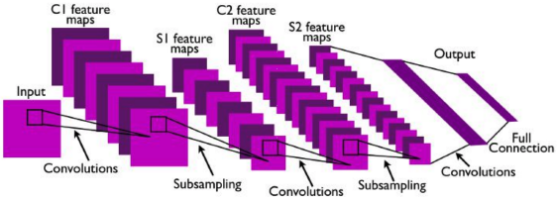 C1 feature
maps
S1 feature
maps
C2 feature
maps
S2 feature
maps
Output
Input
Convolutions
Subsampling
Convolutions
Subsampling
Convolutions
Full
Connection